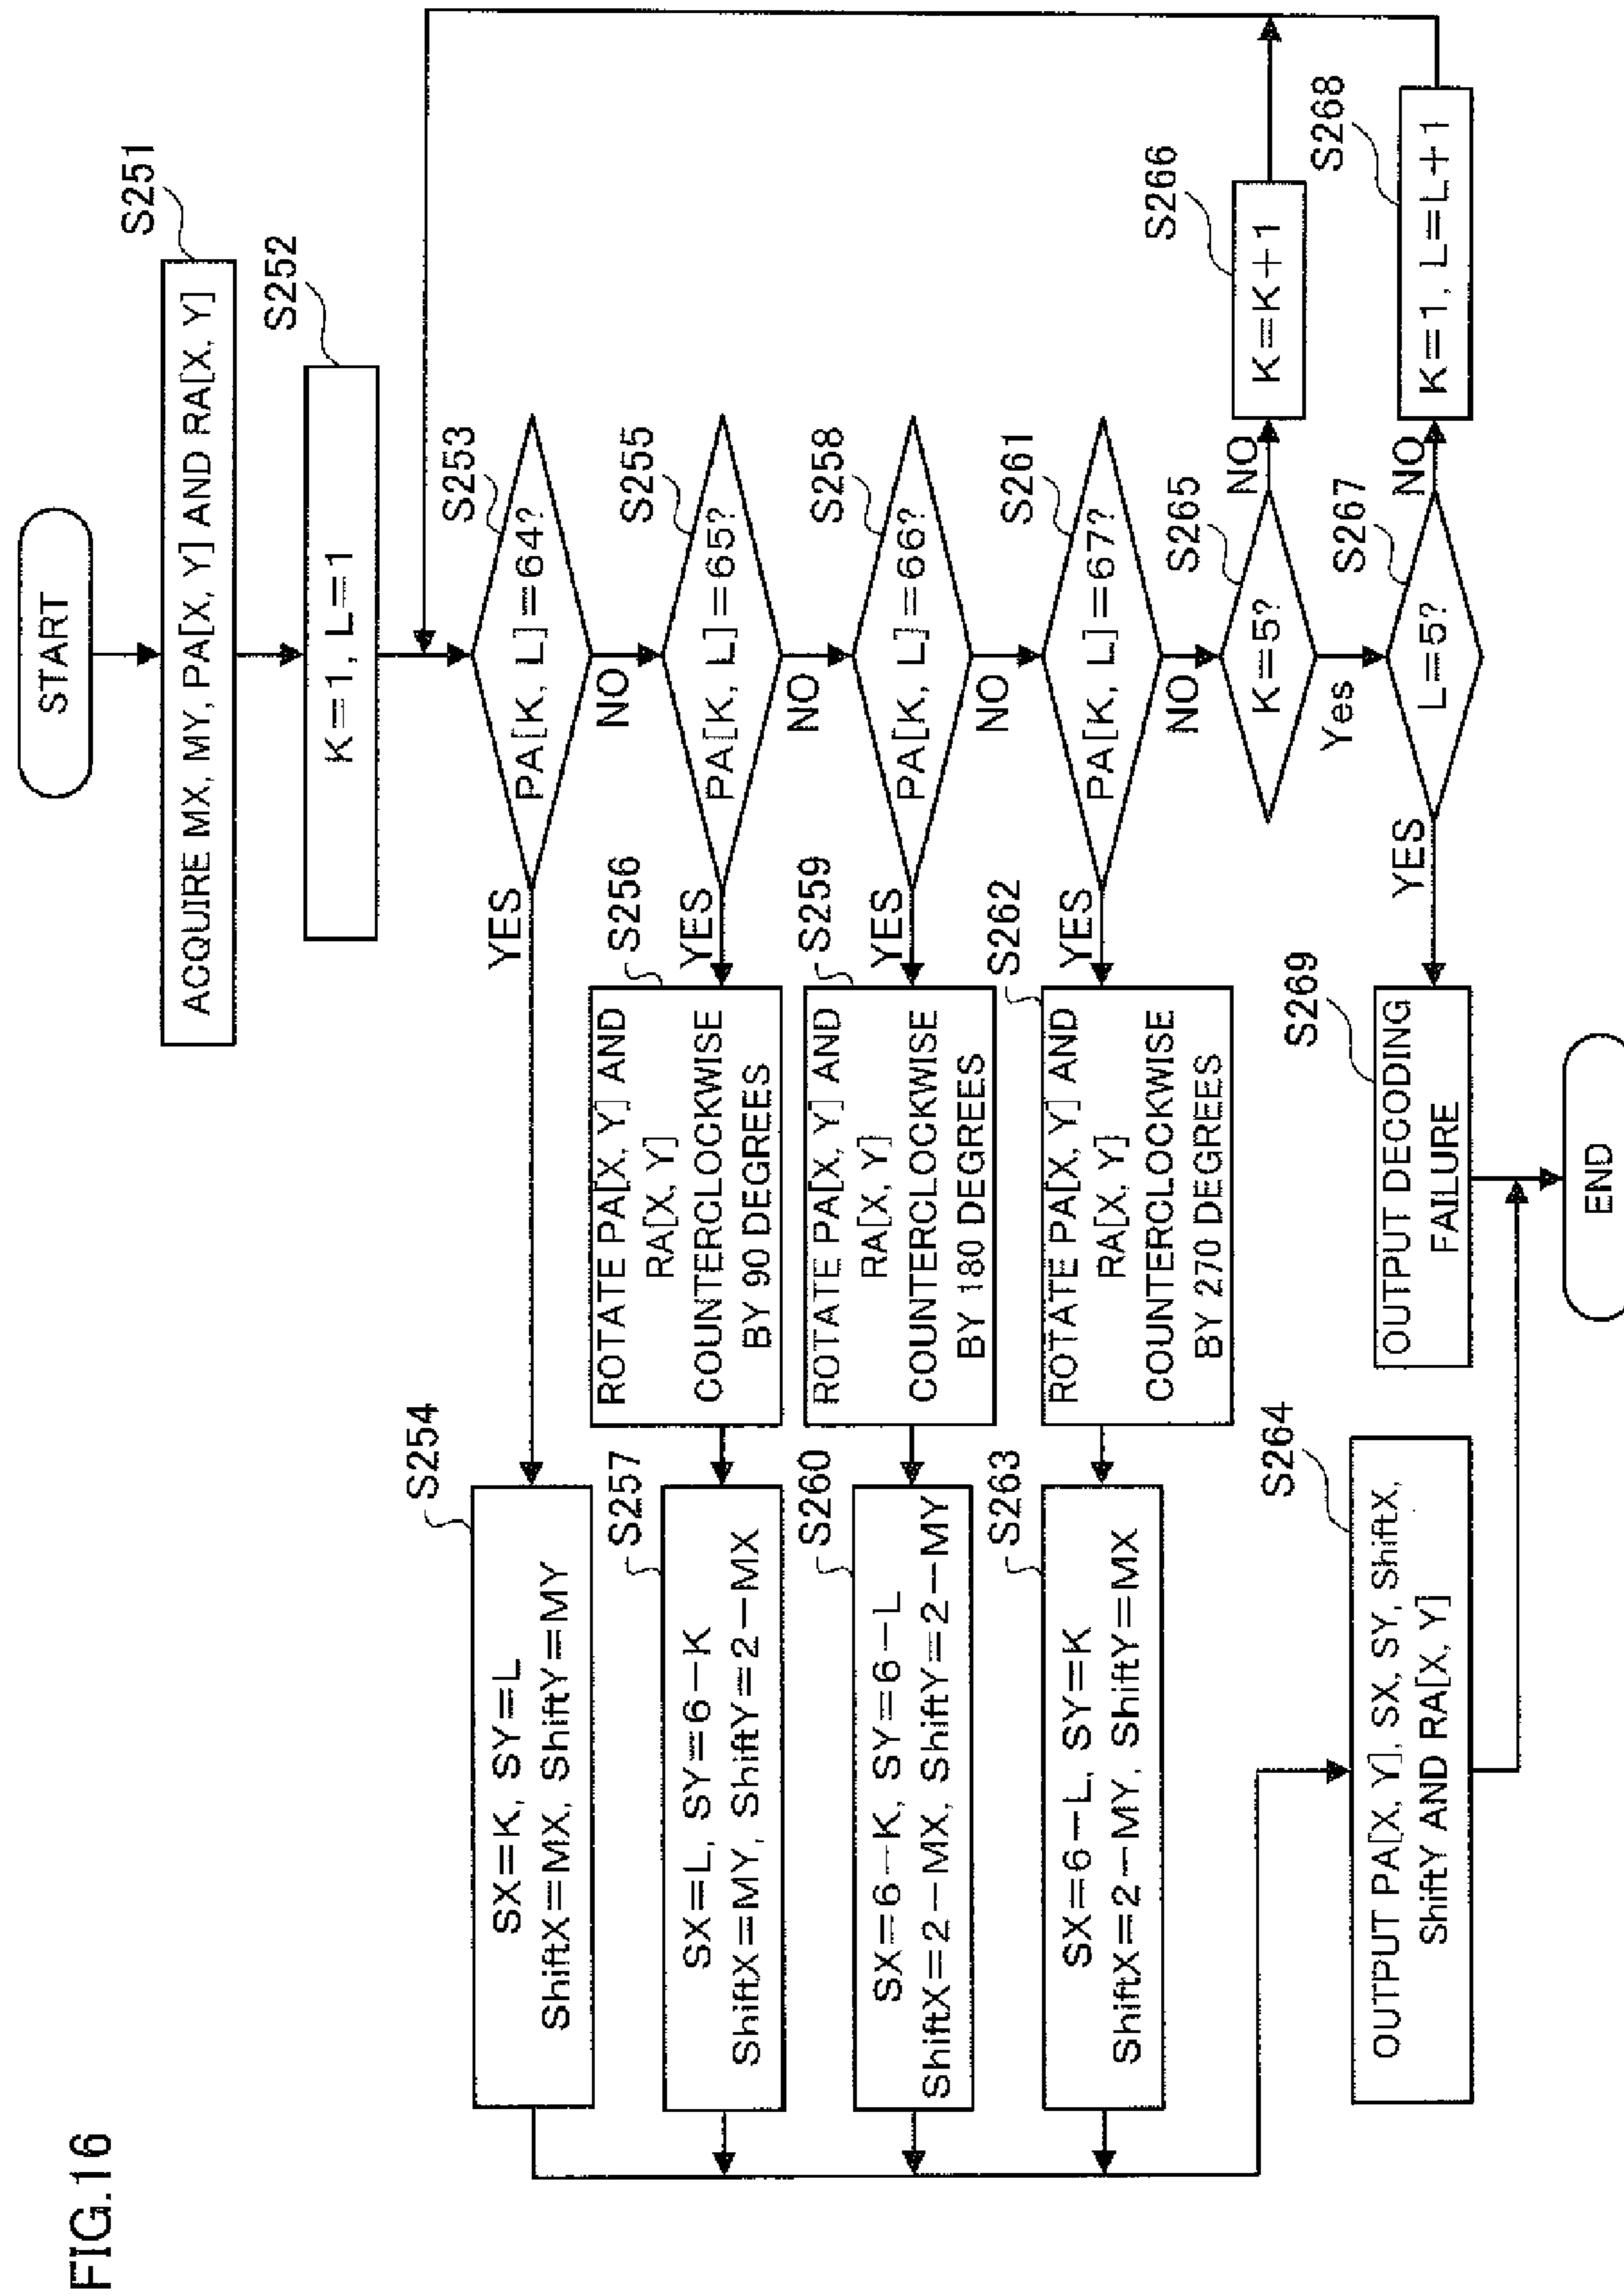 FIG.16
START
S251
ACQUIRE MX, MY, PA[X, Y] AND RA[X, Y]
S252
K=1, L=1
S253
PA[K, L]=64?
YES
NO
S254
SX=K, SY=L
ShiftX=MX, ShiftY=MY
S255
PA[K, L]=65?
YES
NO
S256
ROTATE PA[X, Y] AND
RA[X, Y]
COUNTERCLOCKWISE
BY 90 DEGREES
S257
SX=L, SY=6-K
ShiftX=MY, ShiftY=2-MX
S258
PA[K, L]=66?
YES
NO
S259
ROTATE PA[X, Y] AND
RA[X, Y]
COUNTERCLOCKWISE
BY 180 DEGREES
S260
SX=6-K, SY=6-L
ShiftX=2-MX, ShiftY=2-MY
S261
PA[K, L]=67?
YES
NO
S262
ROTATE PA[X, Y] AND
RA[X, Y]
COUNTERCLOCKWISE
BY 270 DEGREES
S263
SX=6-L, SY=K
ShiftX=2-MY, ShiftY=MX
S265
K=5?
NO
Yes
S266
K=K+1
S267
L=5?
NO
YES
S268
K=1, L=L+1
S264
OUTPUT PA[X, Y], SX, SY, ShiftX,
ShiftY AND RA[X, Y]
S269
OUTPUT DECODING
FAILURE
END